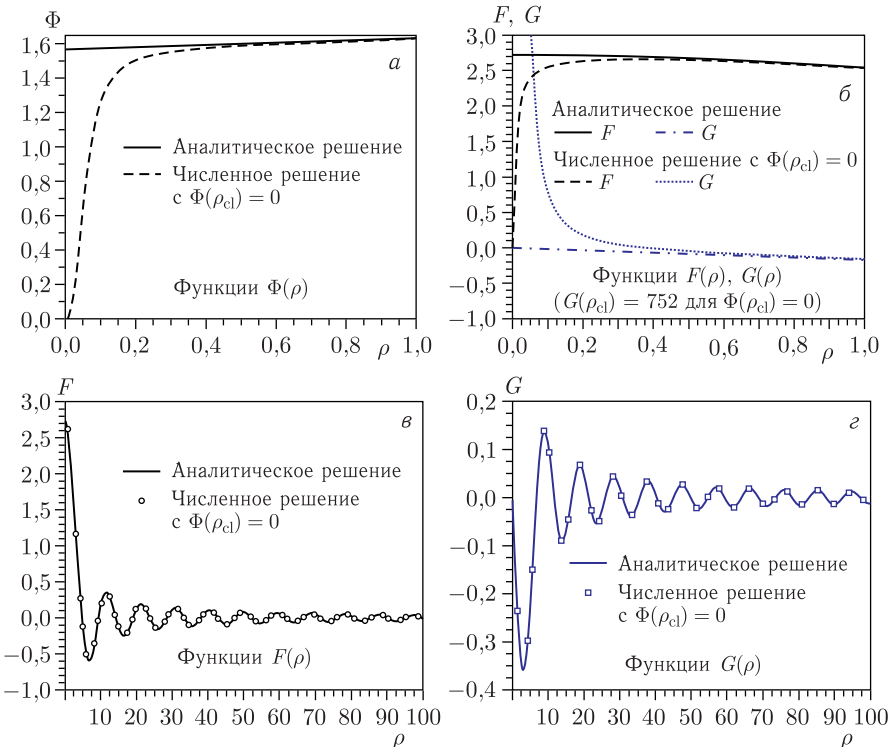 Φ
1,6
1,4
1,2
1,0
0,8
0,6
0,4
0,2
0,0
0,0 0,2 0,4 0,6 0,8 1,0
ρ
а
Аналитическое решение
Численное решение
с Φ(ρcl) = 0
Функции Φ(ρ)
F, G
3,0
2,5
2,0
1,5
1,0
0,5
0,0
−0,5
−1,0
0,0 0,2 0,4 0,6 0,8 1,0
ρ
б
Аналитическое решение
F G
Численное решение с Φ(ρcl) = 0
F G
Функции F(ρ), G(ρ)
(G(ρcl) = 752 для Φ(ρcl) = 0)
F
3,0
2,5
2,0
1,5
1,0
0,5
0,0
−0,5
−1,0
10 20 30 40 50 60 70 80 90 100
ρ
в
Аналитическое решение
Численное решение
с Φ(ρcl) = 0
Функции F(ρ)
G
0,2
0,1
0,0
−0,1
−0,2
−0,3
−0,4
10 20 30 40 50 60 70 80 90 100
ρ
г
Аналитическое решение
Численное решение
с Φ(ρcl) = 0
Функции G(ρ)